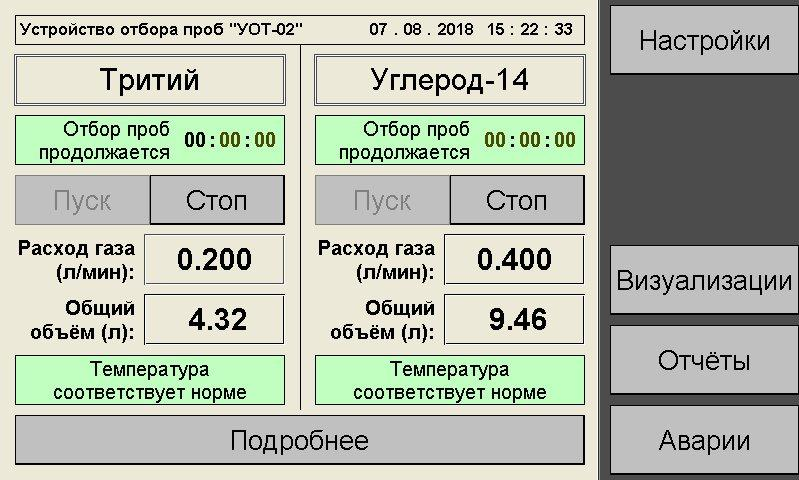 Устройство отбора проб "УОТ-02" 07 . 08 . 2018 15 : 22 : 33
Тритий
Отбор проб
продолжается
00 : 00 : 00
Пуск
Стоп
Расход газа
(л/мин):
0.200
Общий
объём (л):
4.32
Температура
соответствует норме
Углерод-14
Отбор проб
продолжается
00 : 00 : 00
Пуск
Стоп
Расход газа
(л/мин):
0.400
Общий
объём (л):
9.46
Температура
соответствует норме
Подробнее
Настройки
Визуализации
Отчёты
Аварии